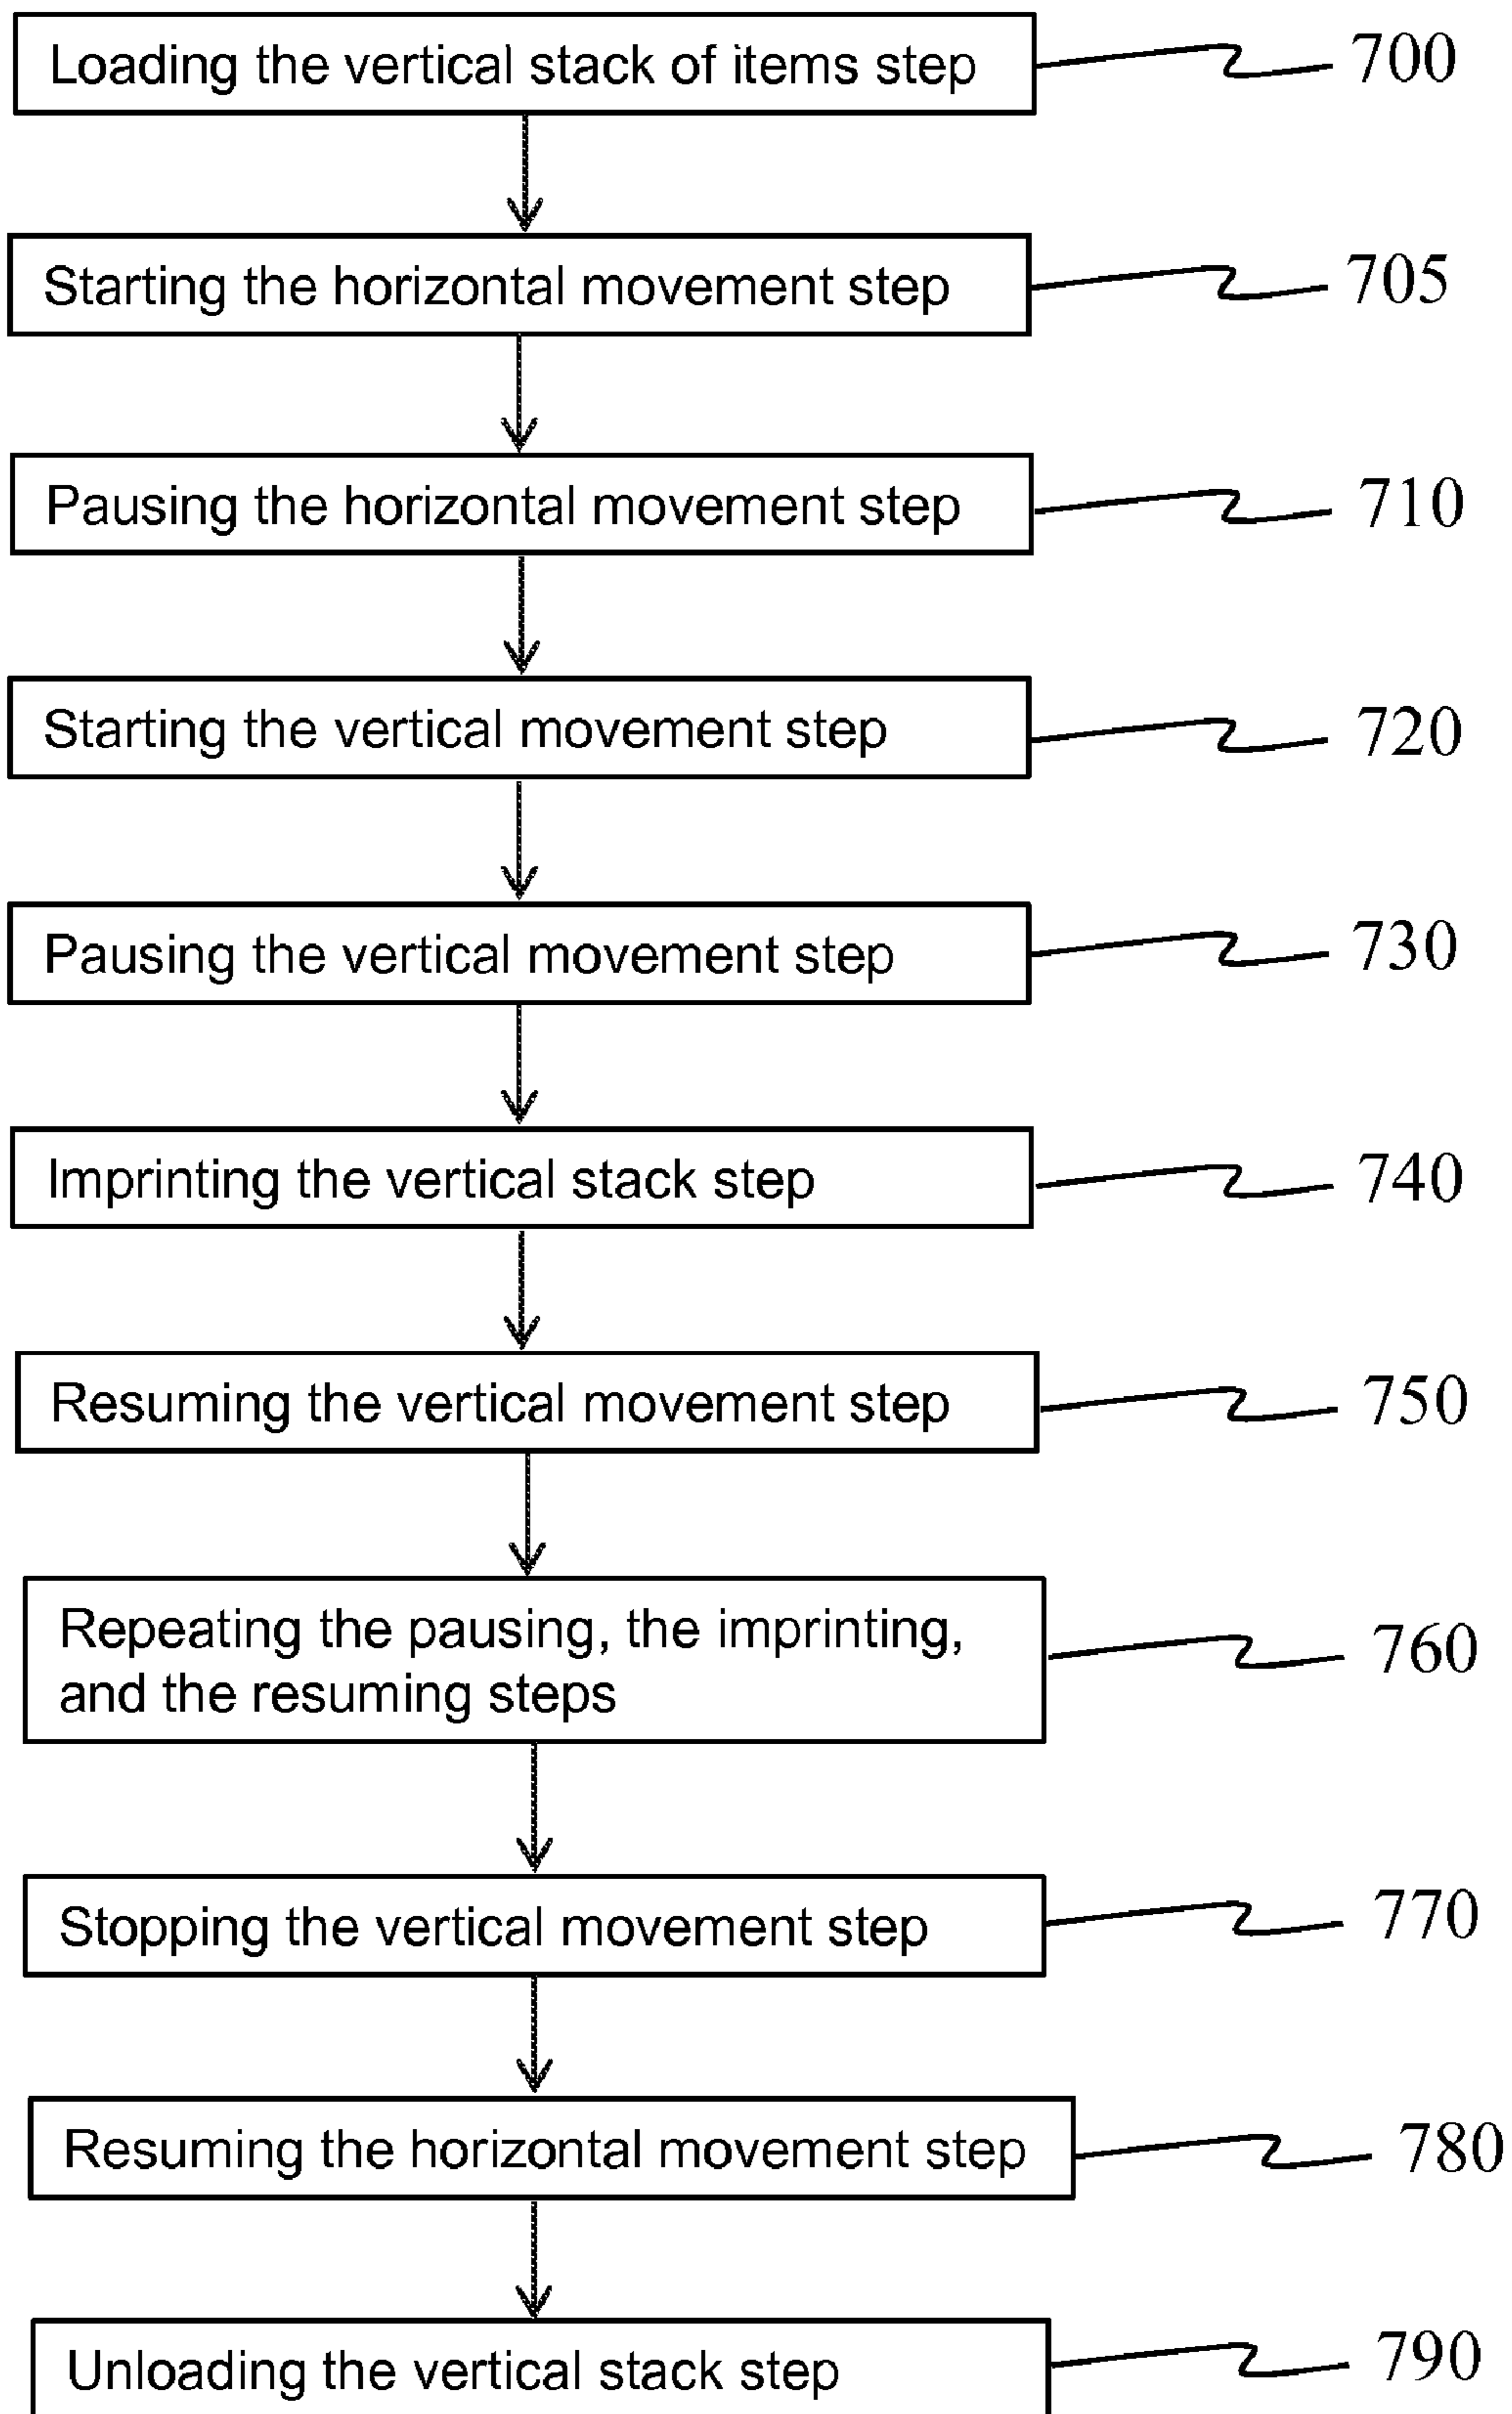 Loading the vertical stack of items step 700
Starting the horizontal movement step 705
Pausing the horizontal movement step 710
Starting the vertical movement step 720
Pausing the vertical movement step 730
Imprinting the vertical stack step 740
Resuming the vertical movement step 750
Repeating the pausing, the imprinting, 760
and the resuming steps
Stopping the vertical movement step 770
Resuming the horizontal movement step 780
Unloading the vertical stack step 790